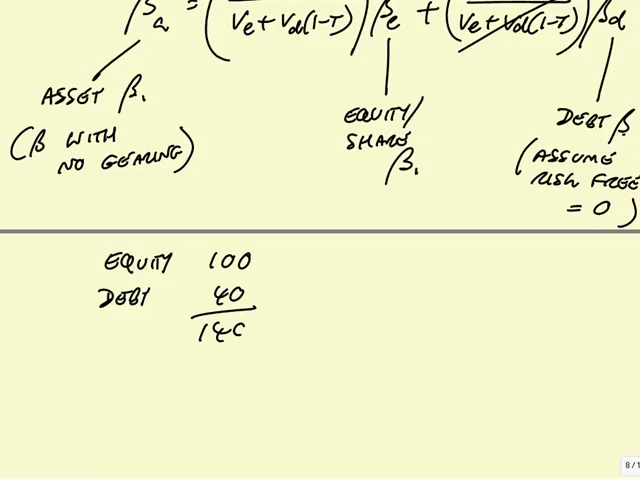 βa = (Ve+Vd(1-T)) βe + (Ve+Vd(1-T)) βd
ASSET β.
(β WITH
NO GEARING)
EQUITY/
SHARE
β.
DEBT β
(ASSUME
RISK FREE
= 0)
EQUITY 100
DEBT 40
140
8/1